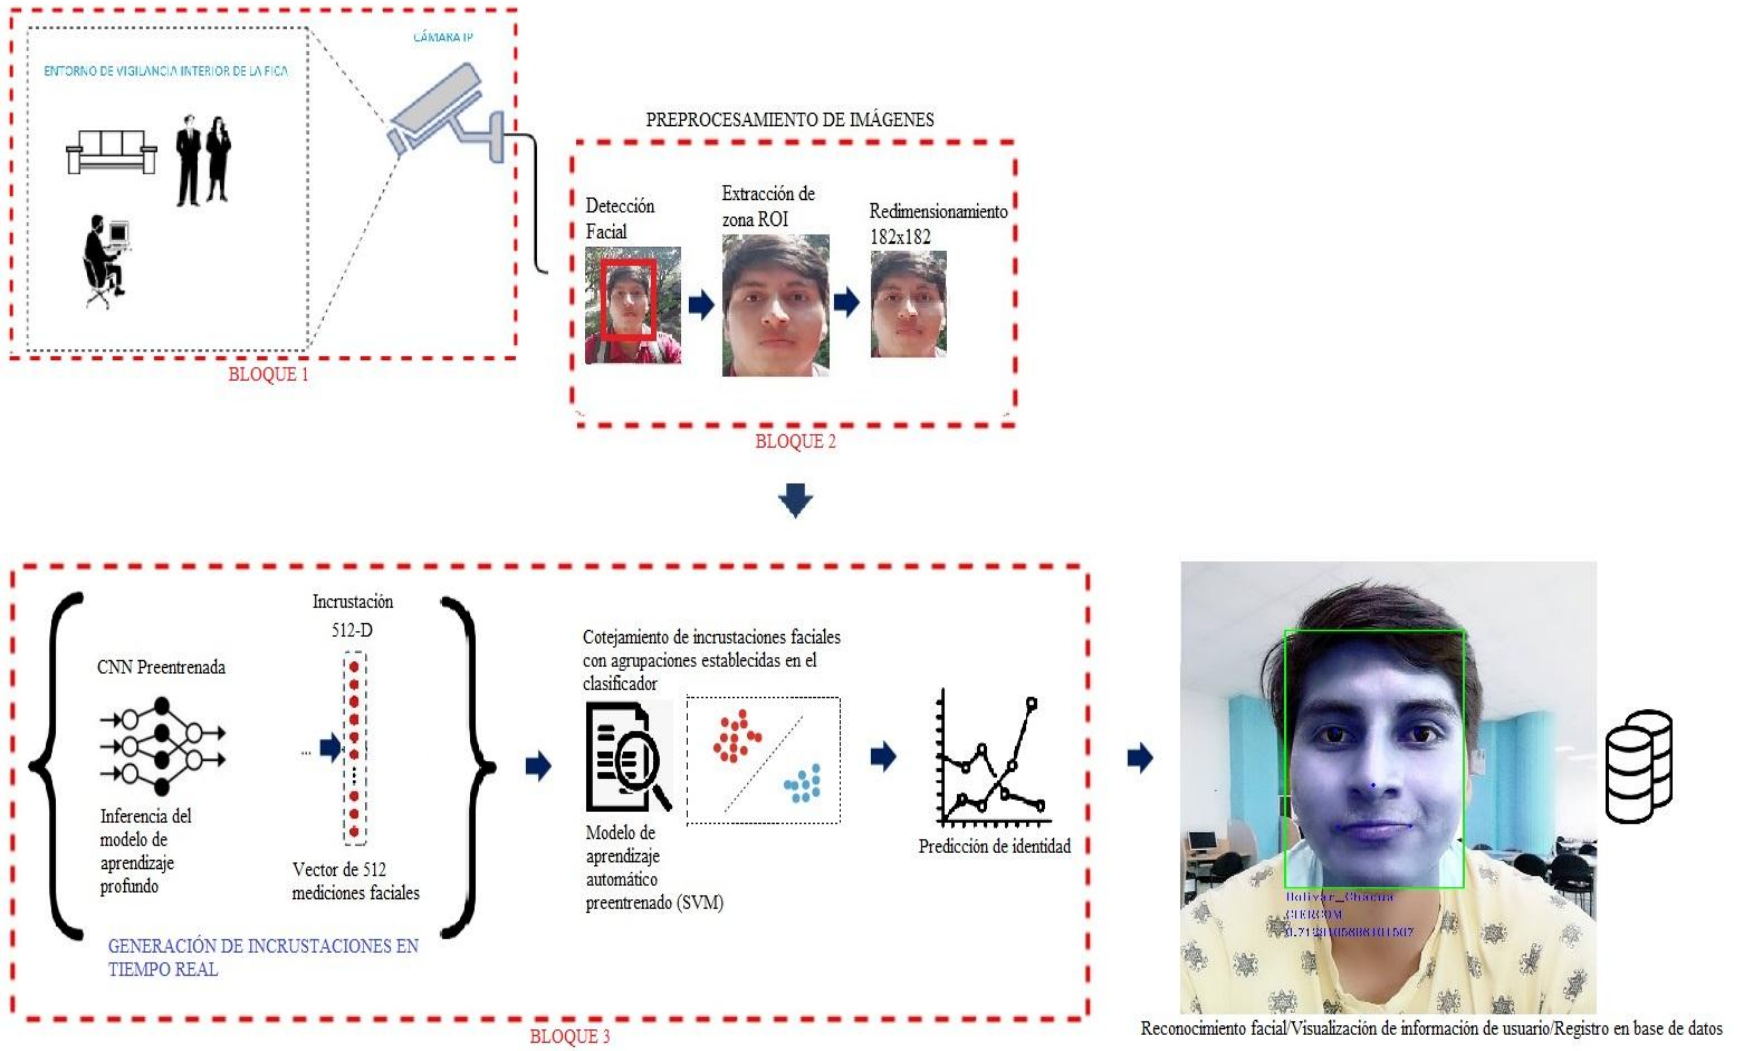 CÁMARA IP
ENTORNO DE VIGILANCIA INTERIOR DE LA FICA
BLOQUE 1
PREPROCESAMIENTO DE IMÁGENES
Detección
Facial
Extracción de
zona ROI
Redimensionamiento
182x182
BLOQUE 2
CNN Preentrenada
Inferencia del
modelo de
aprendizaje
profundo
Incrustación
512-D
...
Vector de 512
mediciones faciales
GENERACIÓN DE INCRUSTACIONES EN
TIEMPO REAL
Cotejamiento de incrustaciones faciales
con agrupaciones establecidas en el
clasificador
Modelo de
aprendizaje
automático
preentrenado (SVM)
Predicción de identidad
BLOQUE 3
CIERCOM
Reconocimiento facial/Visualización de información de usuario/Registro en base de datos